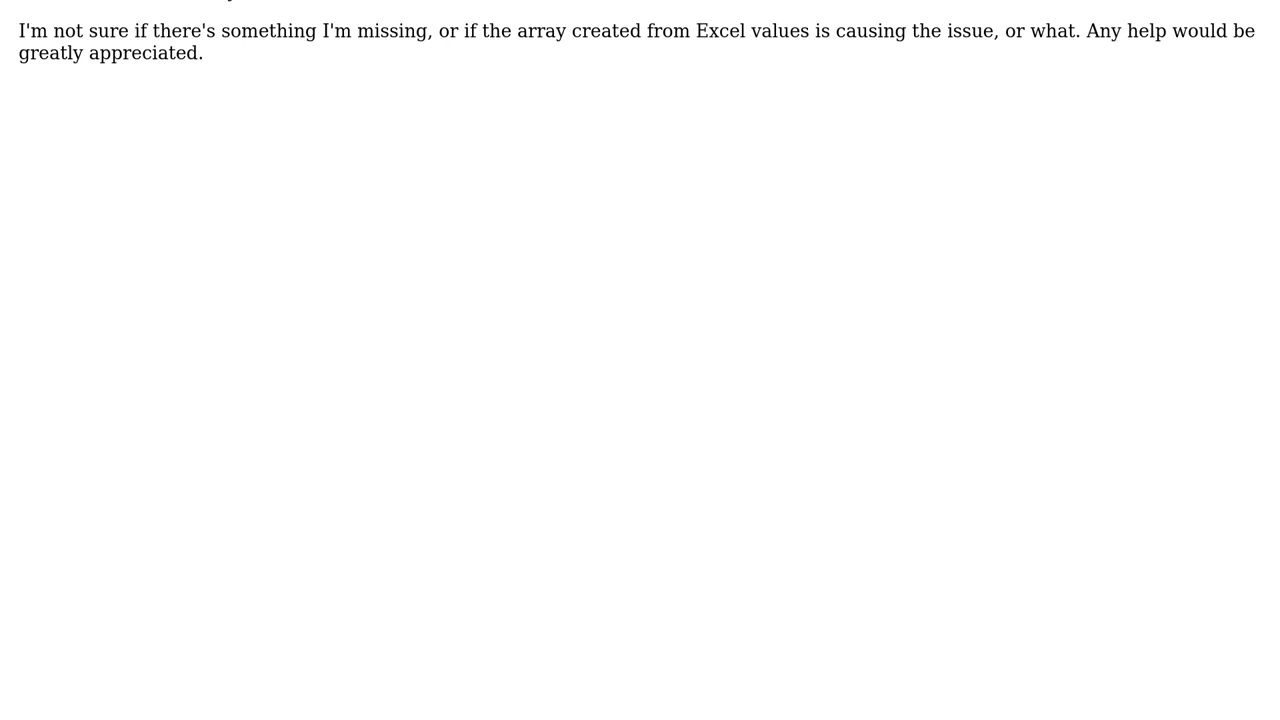 I'm not sure if there's something I'm missing, or if the array created from Excel values is causing the issue, or what. Any help would be
greatly appreciated.